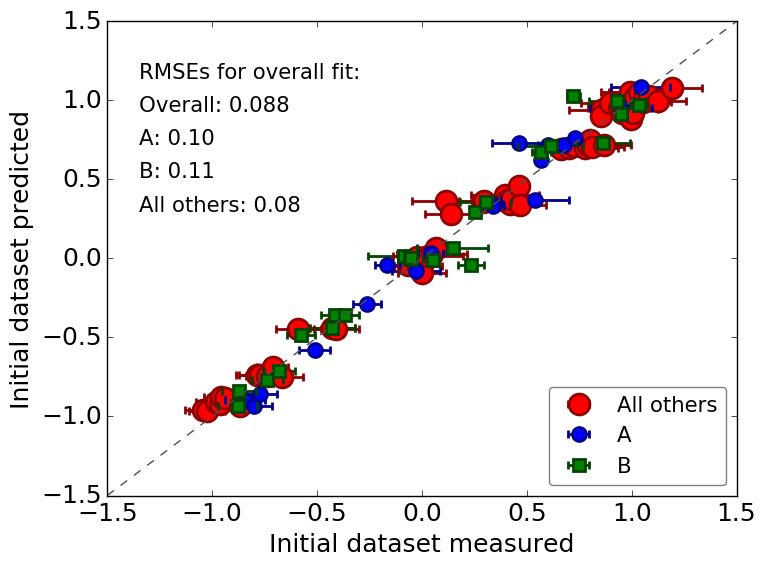 1.5
1.0
0.5
0.0
−0.5
−1.0
−1.5
Initial dataset predicted
RMSEs for overall fit:
Overall: 0.088
A: 0.10
B: 0.11
All others: 0.08
All others
A
B
−1.5 −1.0 −0.5 0.0 0.5 1.0 1.5
Initial dataset measured